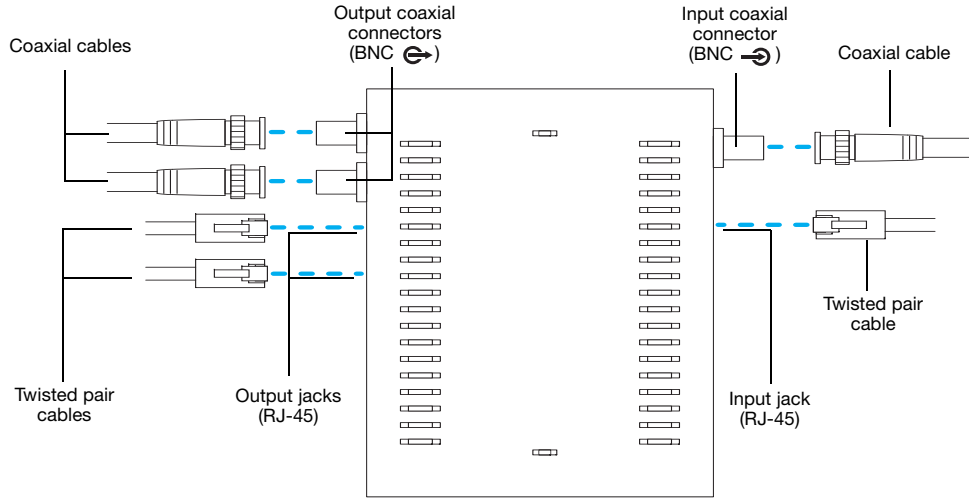 Output coaxial
connectors
(BNC )
Input coaxial
connector
(BNC )
Coaxial cables
Coaxial cable
Twisted pair
cable
Twisted pair
cables
Output jacks
(RJ-45)
Input jack
(RJ-45)